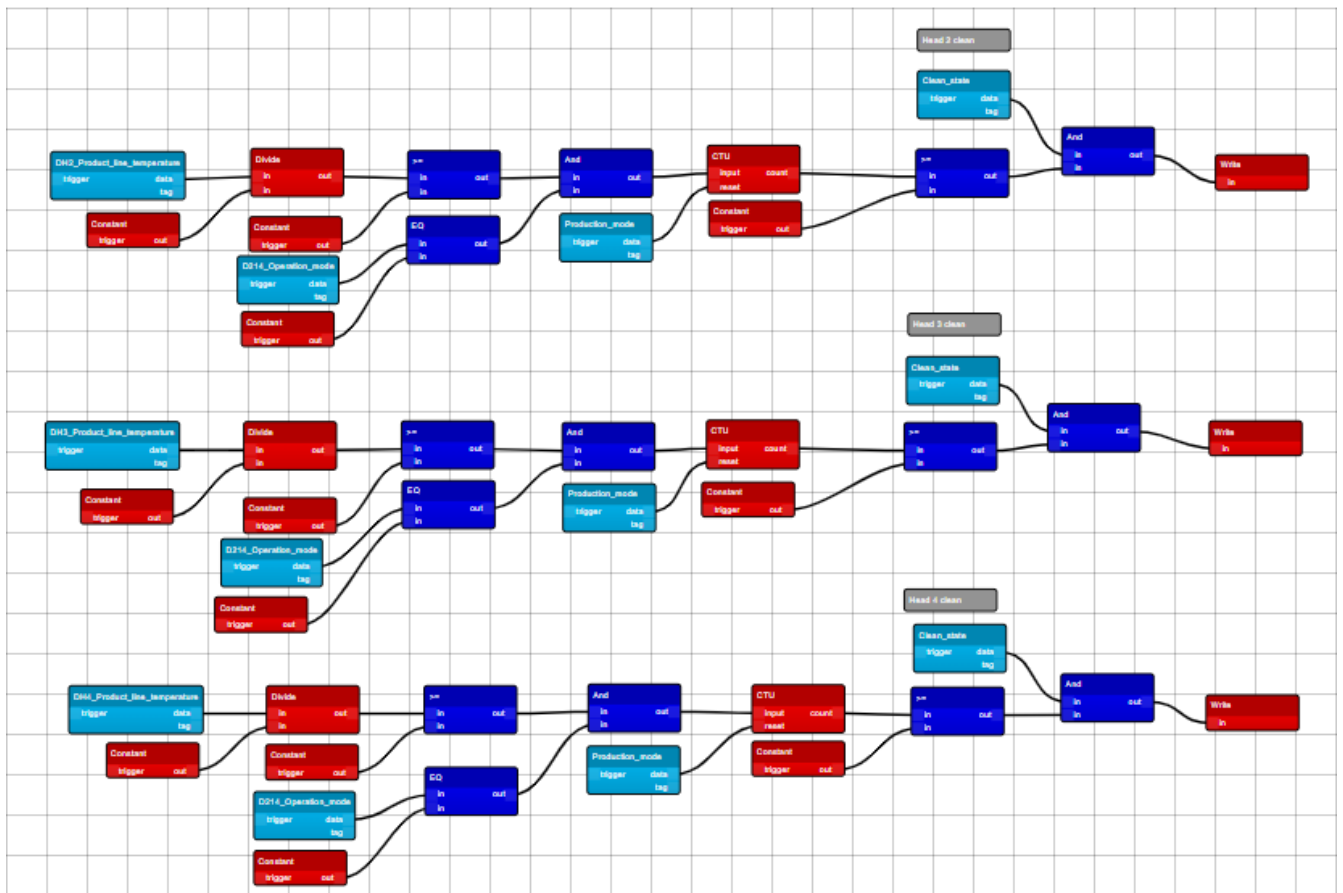 Head 2 clean
Clean_state
trigger data
tag
And
in out
in
DH2_Product_line_temperature
trigger data
tag
Divide
in out
in
>=
in out
in
And
in out
in
CTU
input count
reset
>=
in out
in
Write
in
Constant
trigger out
Constant
trigger out
EQ
in out
in
Production_mode
trigger data
tag
Constant
trigger out
D214_Operation_mode
trigger data
tag
Constant
trigger out
Head 3 clean
Clean_state
trigger data
tag
And
in out
in
DH3_Product_line_temperature
trigger data
tag
Divide
in out
in
>=
in out
in
And
in out
in
CTU
input count
reset
>=
in out
in
Write
in
Constant
trigger out
Constant
trigger out
EQ
in out
in
Production_mode
trigger data
tag
Constant
trigger out
D214_Operation_mode
trigger data
tag
Constant
trigger out
Head 4 clean
Clean_state
trigger data
tag
And
in out
in
DH4_Product_line_temperature
trigger data
tag
Divide
in out
in
>=
in out
in
And
in out
in
CTU
input count
reset
>=
in out
in
Write
in
Constant
trigger out
Constant
trigger out
EQ
in out
in
Production_mode
trigger data
tag
Constant
trigger out
D214_Operation_mode
trigger data
tag
Constant
trigger out